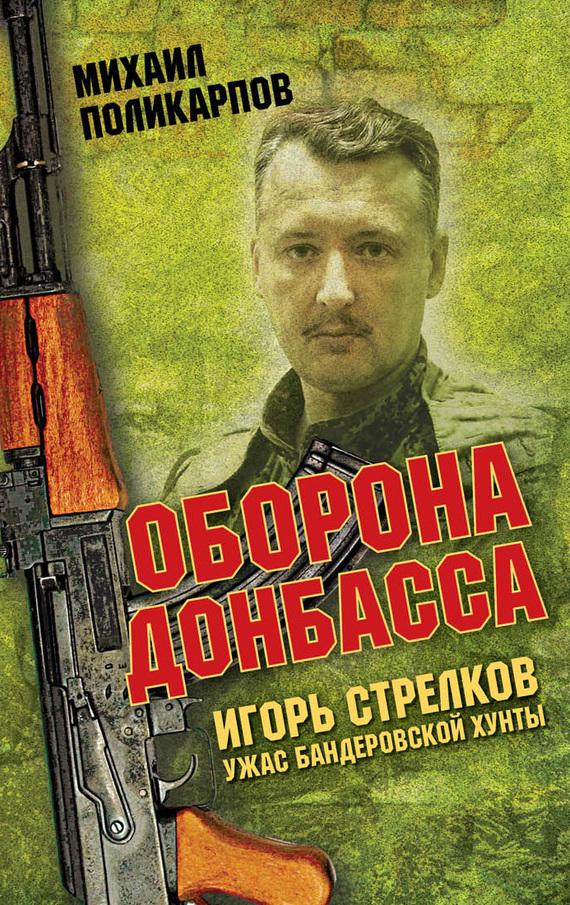 МИХАИЛ
ПОЛИКАРПОВ
ОБОРОНА
ДОНБАССА
ИГОРЬ СТРЕЛКОВ
УЖАС БАНДЕРОВСКОЙ ХУНТЫ